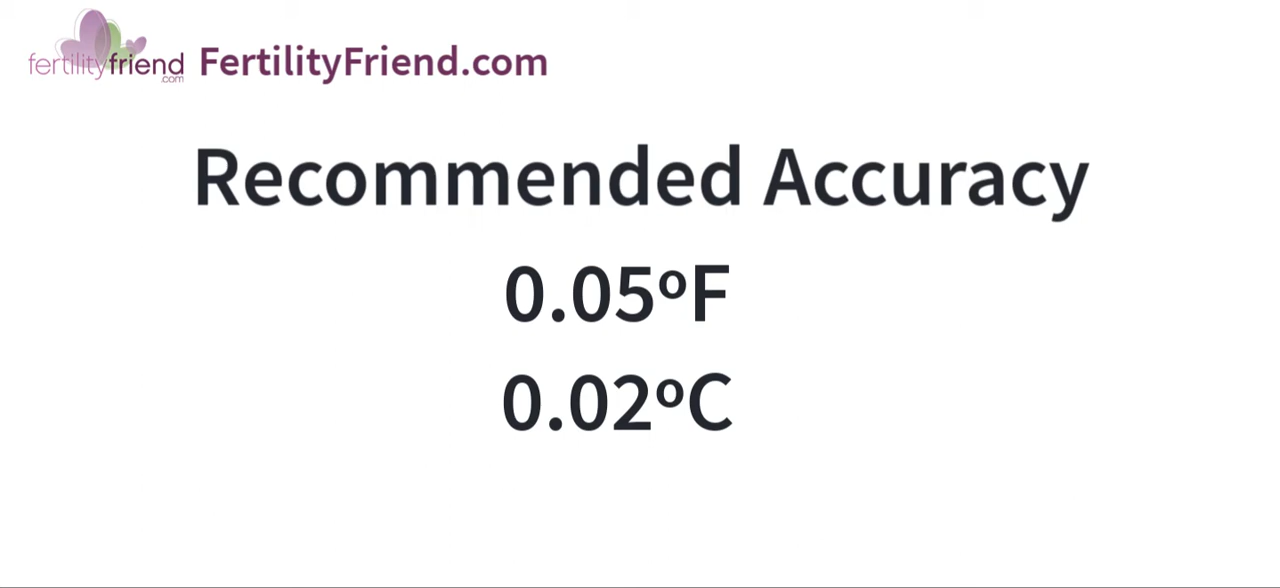 fertilityfriend
.com
FertilityFriend.com
Recommended Accuracy
0.05ºF
0.02ºC